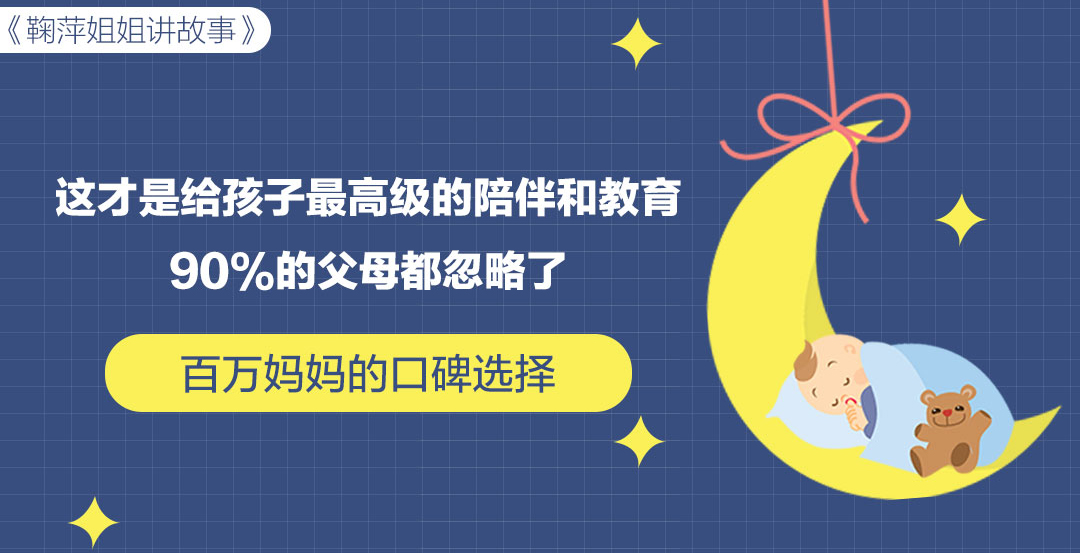 《鞠萍姐姐讲故事》
这才是给孩子最高级的陪伴和教育
90%的父母都忽略了
百万妈妈的口碑选择